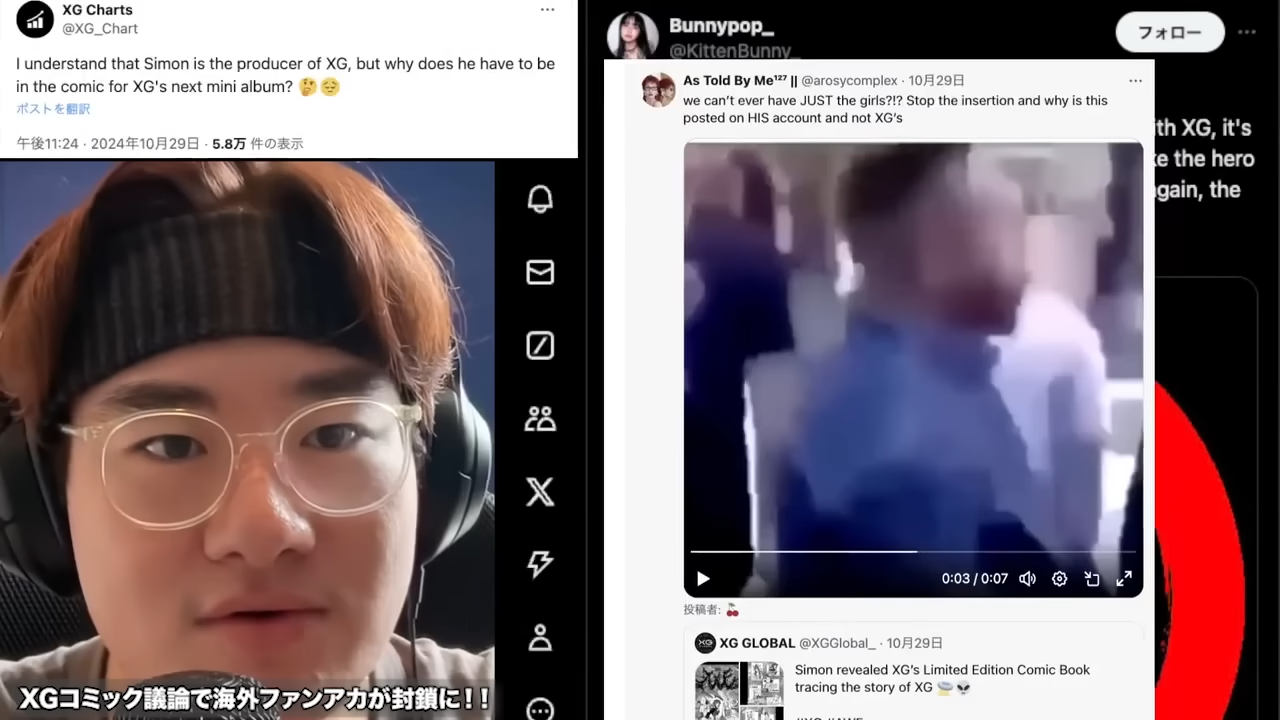 XG Charts
@XG_Chart
I understand that Simon is the producer of XG, but why does he have to be
in the comic for XG's next mini album? 🤔😔
ポストを翻訳
午後11:24 · 2024年10月29日 · 5.8万 件の表示
XGコミック議論で海外ファンアカが封鎖に!!
Bunnypop_
@KittenBunny_
フォロー
As Told By Me¹²⁷ || @arosycomplex · 10月29日
we can't ever have JUST the girls?!? Stop the insertion and why is this
posted on HIS account and not XG's
ith XG, it's
ke the hero
gain, the
0:03 / 0:07
投稿者: 🍒
XG GLOBAL @XGGlobal_ · 10月29日
Simon revealed XG's Limited Edition Comic Book
tracing the story of XG 🛸👽